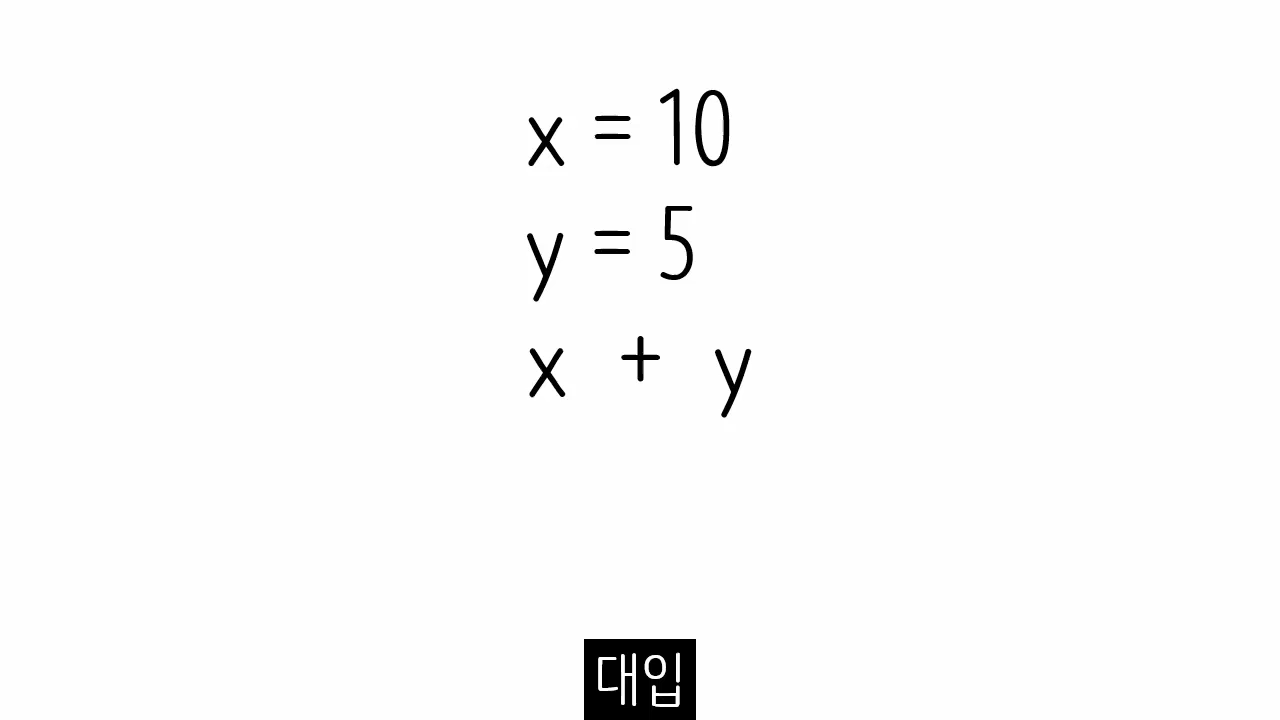 x = 10
y = 5
x + y
대입